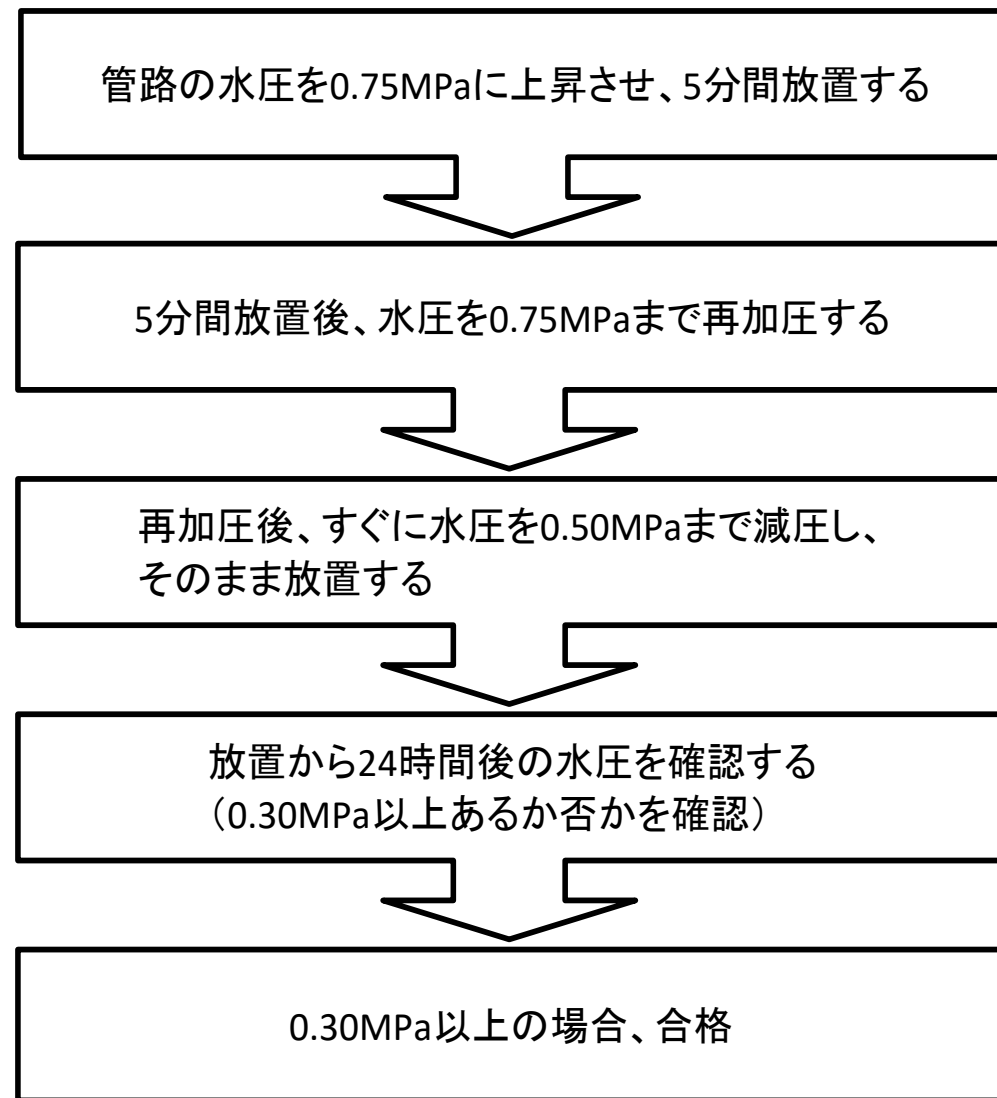 管路の水圧を0.75MPaに上昇させ、5分間放置する
5分間放置後、水圧を0.75MPaまで再加圧する
再加圧後、すぐに水圧を0.50MPaまで減圧し、
そのまま放置する
放置から24時間後の水圧を確認する
（0.30MPa以上あるか否かを確認）
0.30MPa以上の場合、合格